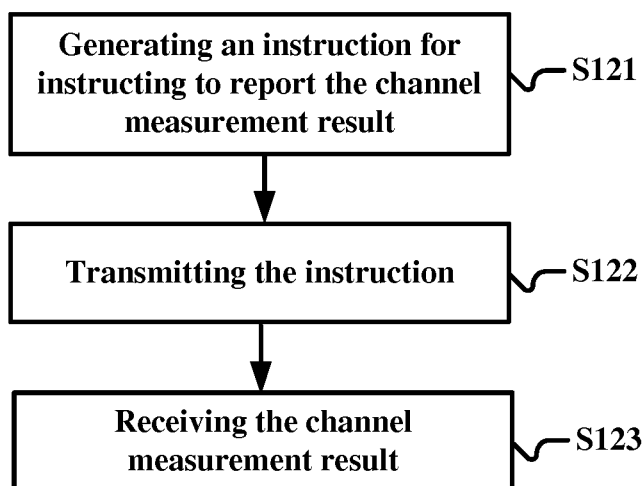 Generating an instruction for
instructing to report the channel
measurement result
S121
Transmitting the instruction
S122
Receiving the channel
measurement result
S123